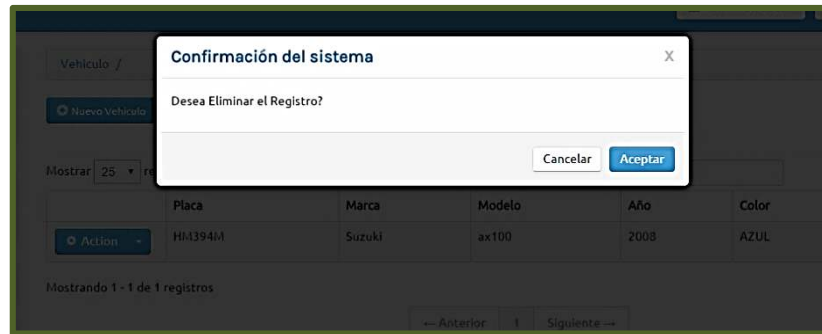 Confirmación del sistema
X
Vehiculo /
Desea Eliminar el Registro?
Nuevo Vehiculo
Cancelar
Aceptar
Mostrar 25 re
Placa Marca Modelo Año Color
Action HM394M Suzuki ax100 2008 AZUL
Mostrando 1 - 1 de 1 registros
← Anterior 1 Siguiente →